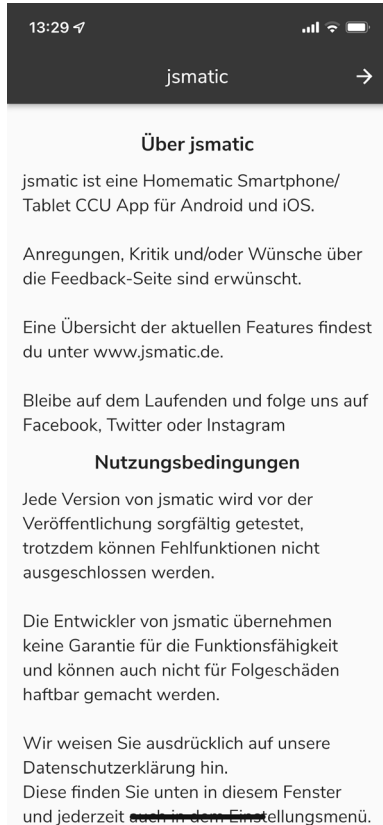 13:29
jsmatic
Über jsmatic
jsmatic ist eine Homematic Smartphone/
Tablet CCU App für Android und iOS.
Anregungen, Kritik und/oder Wünsche über
die Feedback-Seite sind erwünscht.
Eine Übersicht der aktuellen Features findest
du unter www.jsmatic.de.
Bleibe auf dem Laufenden und folge uns auf
Facebook, Twitter oder Instagram
Nutzungsbedingungen
Jede Version von jsmatic wird vor der
Veröffentlichung sorgfältig getestet,
trotzdem können Fehlfunktionen nicht
ausgeschlossen werden.
Die Entwickler von jsmatic übernehmen
keine Garantie für die Funktionsfähigkeit
und können auch nicht für Folgeschäden
haftbar gemacht werden.
Wir weisen Sie ausdrücklich auf unsere
Datenschutzerklärung hin.
Diese finden Sie unten in diesem Fenster
und jederzeit auch in dem Einstellungsmenü.